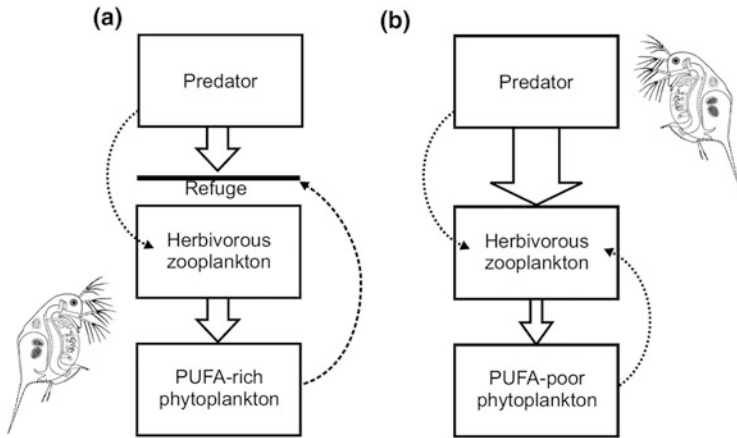 (a)
Predator
Refuge
Herbivorous
zooplankton
PUFA-rich
phytoplankton
(b)
Predator
Herbivorous
zooplankton
PUFA-poor
phytoplankton